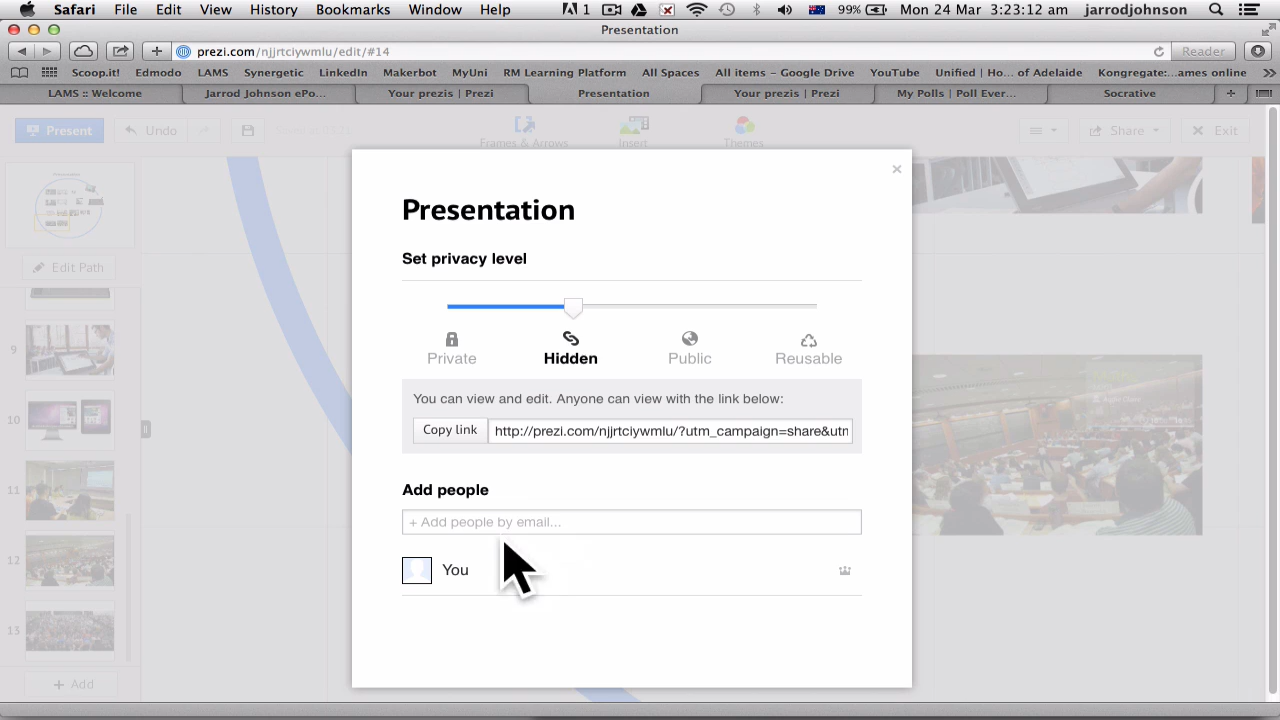 Safari File Edit View History Bookmarks Window Help 1 99% Mon 24 Mar 3:23:12 am jarrodjohnson
Presentation
prezi.com/njjrtciywmlu/edit/#14 Reader
Scoop.it! Edmodo LAMS Synergetic LinkedIn Makerbot MyUni RM Learning Platform All Spaces All items – Google Drive YouTube Unified | Ho... of Adelaide Kongregate:...ames online
LAMS :: Welcome Jarrod Johnson ePo... Your prezis | Prezi Presentation Your prezis | Prezi My Polls | Poll Ever... Socrative
Present Undo Frames & Arrows Insert Themes Share Exit
Presentation
Set privacy level
Edit Path
Private Hidden Public Reusable
9
You can view and edit. Anyone can view with the link below:
10
Copy link http://prezi.com/njjrtciywmlu/?utm_campaign=share&utm
Add people
11
+ Add people by email...
12
You
13
+ Add